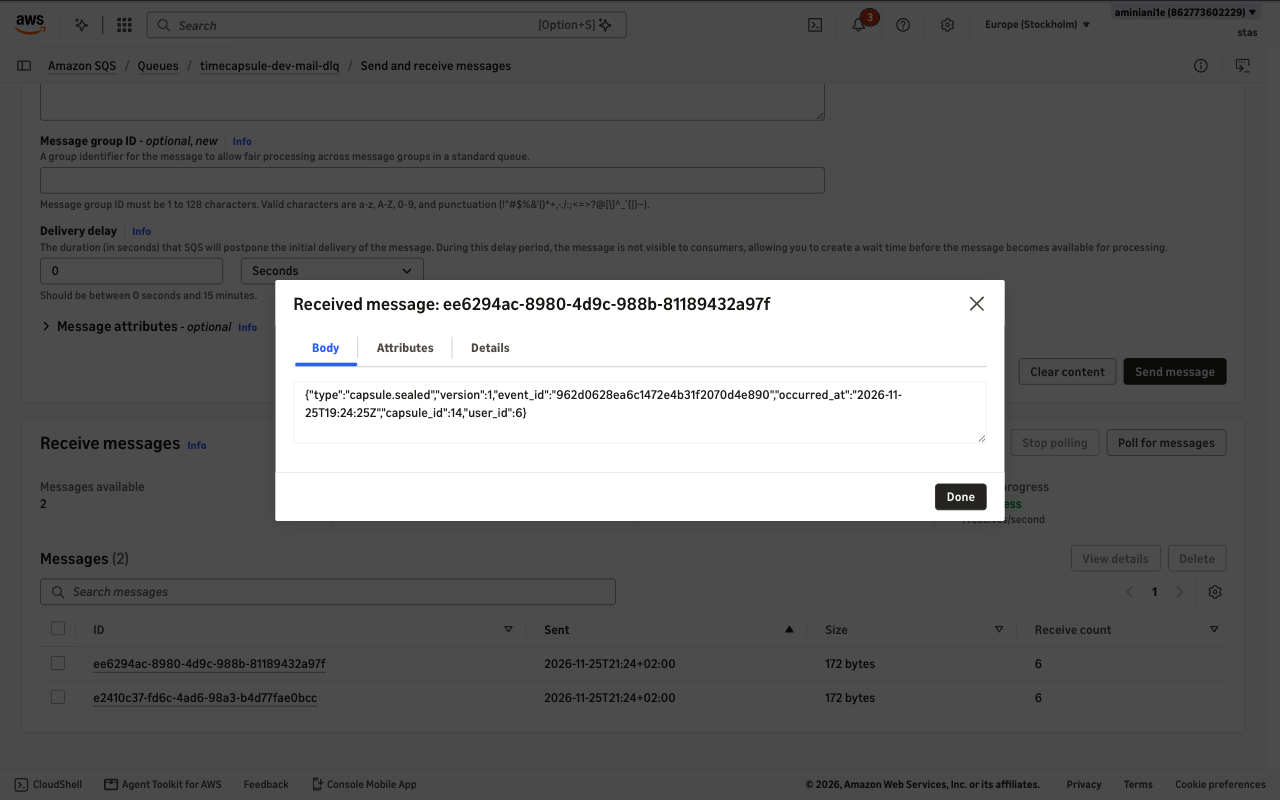 aws
Search
[Option+S]
3
Europe (Stockholm) ▼
aminiani1e (862773602229) ▼
stas
Amazon SQS / Queues / timecapsule-dev-mail-dlq / Send and receive messages
Message group ID - optional, new Info
A group identifier for the message to allow fair processing across message groups in a standard queue.
Message group ID must be 1 to 128 characters. Valid characters are a-z, A-Z, 0-9, and punctuation (!"#$%&'()*+,-./:;<=>?@[\]^_`{|}~).
Delivery delay Info
The duration (in seconds) that SQS will postpone the initial delivery of the message. During this delay period, the message is not visible to consumers, allowing you to create a wait time before the message becomes available for processing.
0 Seconds
Should be between 0 seconds and 15 minutes.
Message attributes - optional Info
Clear content Send message
Received message: ee6294ac-8980-4d9c-988b-81189432a97f
Body Attributes Details
{"type":"capsule.sealed","version":1,"event_id":"962d0628ea6c1472e4b31f2070d4e890","occurred_at":"2026-11-
25T19:24:25Z","capsule_id":14,"user_id":6}
Done
Receive messages Info
Stop polling Poll for messages
Messages available
2
/second
Messages (2)
View details Delete
Search messages
1
ID Sent Size Receive count
ee6294ac-8980-4d9c-988b-81189432a97f 2026-11-25T21:24+02:00 172 bytes 6
e2410c37-fd6c-4ad6-98a3-b4d77fae0bcc 2026-11-25T21:24+02:00 172 bytes 6
CloudShell Agent Toolkit for AWS Feedback Console Mobile App
© 2026, Amazon Web Services, Inc. or its affiliates. Privacy Terms Cookie preferences